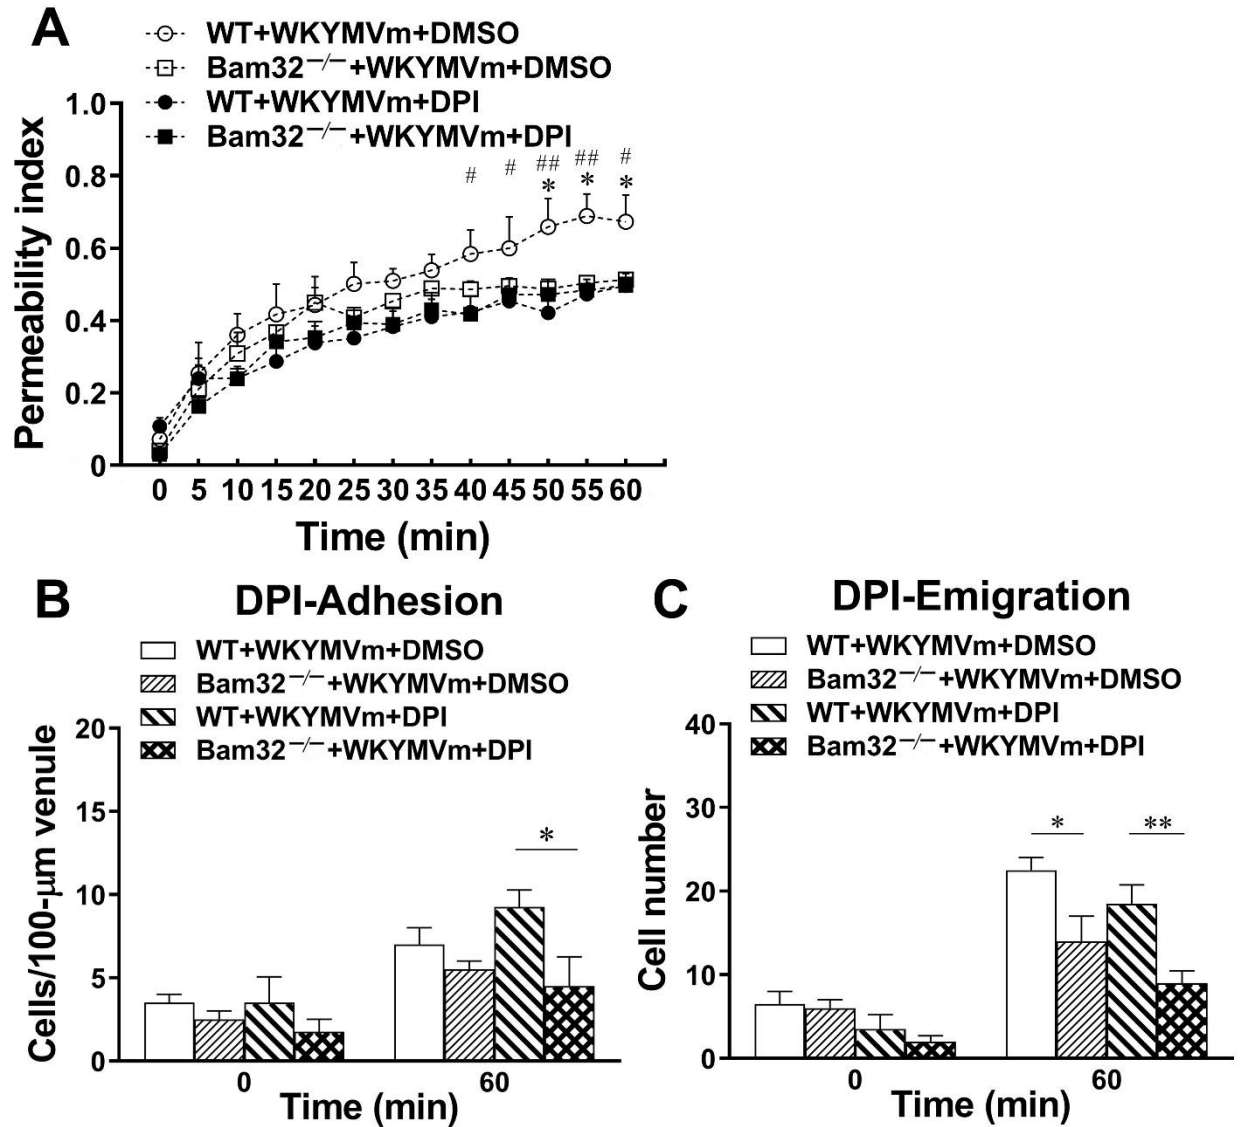 A
WT+WKYMVm+DMSO
Bam32⁻/⁻+WKYMVm+DMSO
WT+WKYMVm+DPI
Bam32⁻/⁻+WKYMVm+DPI
Permeability index
1.0
0.8
0.6
0.4
0.2
0
# # ## ## #
* * *
0 5 10 15 20 25 30 35 40 45 50 55 60
Time (min)
B
DPI-Adhesion
WT+WKYMVm+DMSO
Bam32⁻/⁻+WKYMVm+DMSO
WT+WKYMVm+DPI
Bam32⁻/⁻+WKYMVm+DPI
Cells/100-μm venule
20
15
10
5
0
*
0 60
Time (min)
C
DPI-Emigration
WT+WKYMVm+DMSO
Bam32⁻/⁻+WKYMVm+DMSO
WT+WKYMVm+DPI
Bam32⁻/⁻+WKYMVm+DPI
Cell number
40
30
20
10
0
* **
0 60
Time (min)